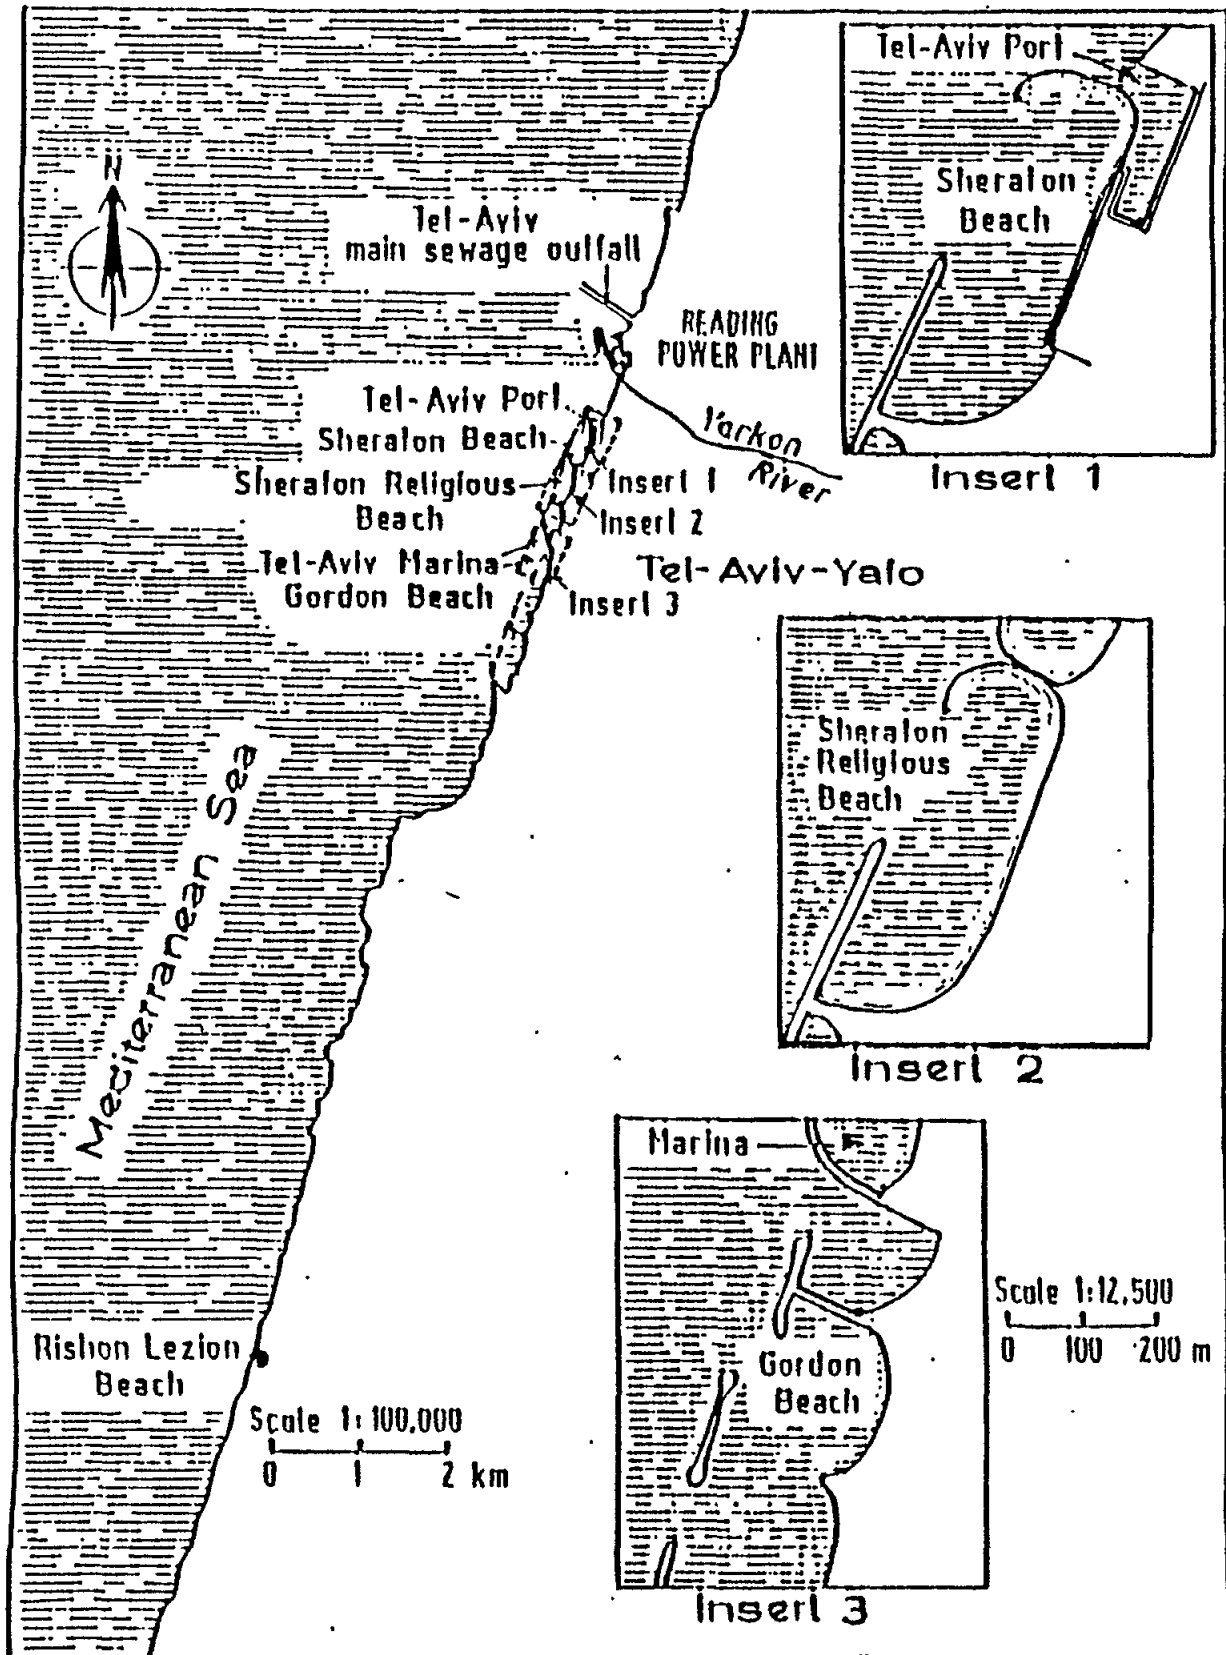 N
Tel-Aviv
main sewage outfall
READING
POWER PLANT
Tel-Aviv Port
Sheraton Beach
Sheraton Religious
Beach
Tel-Aviv Marina
Gordon Beach
Yarkon
River
Insert 1
Insert 2
Insert 3
Tel-Aviv-Yafo
Mediterranean Sea
Rishon Lezion
Beach
Scale 1:100,000
0 1 2 km
Tel-Aviv Port
Sheraton
Beach
Insert 1
Sheraton
Religious
Beach
Insert 2
Marina
Gordon
Beach
Insert 3
Scale 1:12,500
0 100 200 m